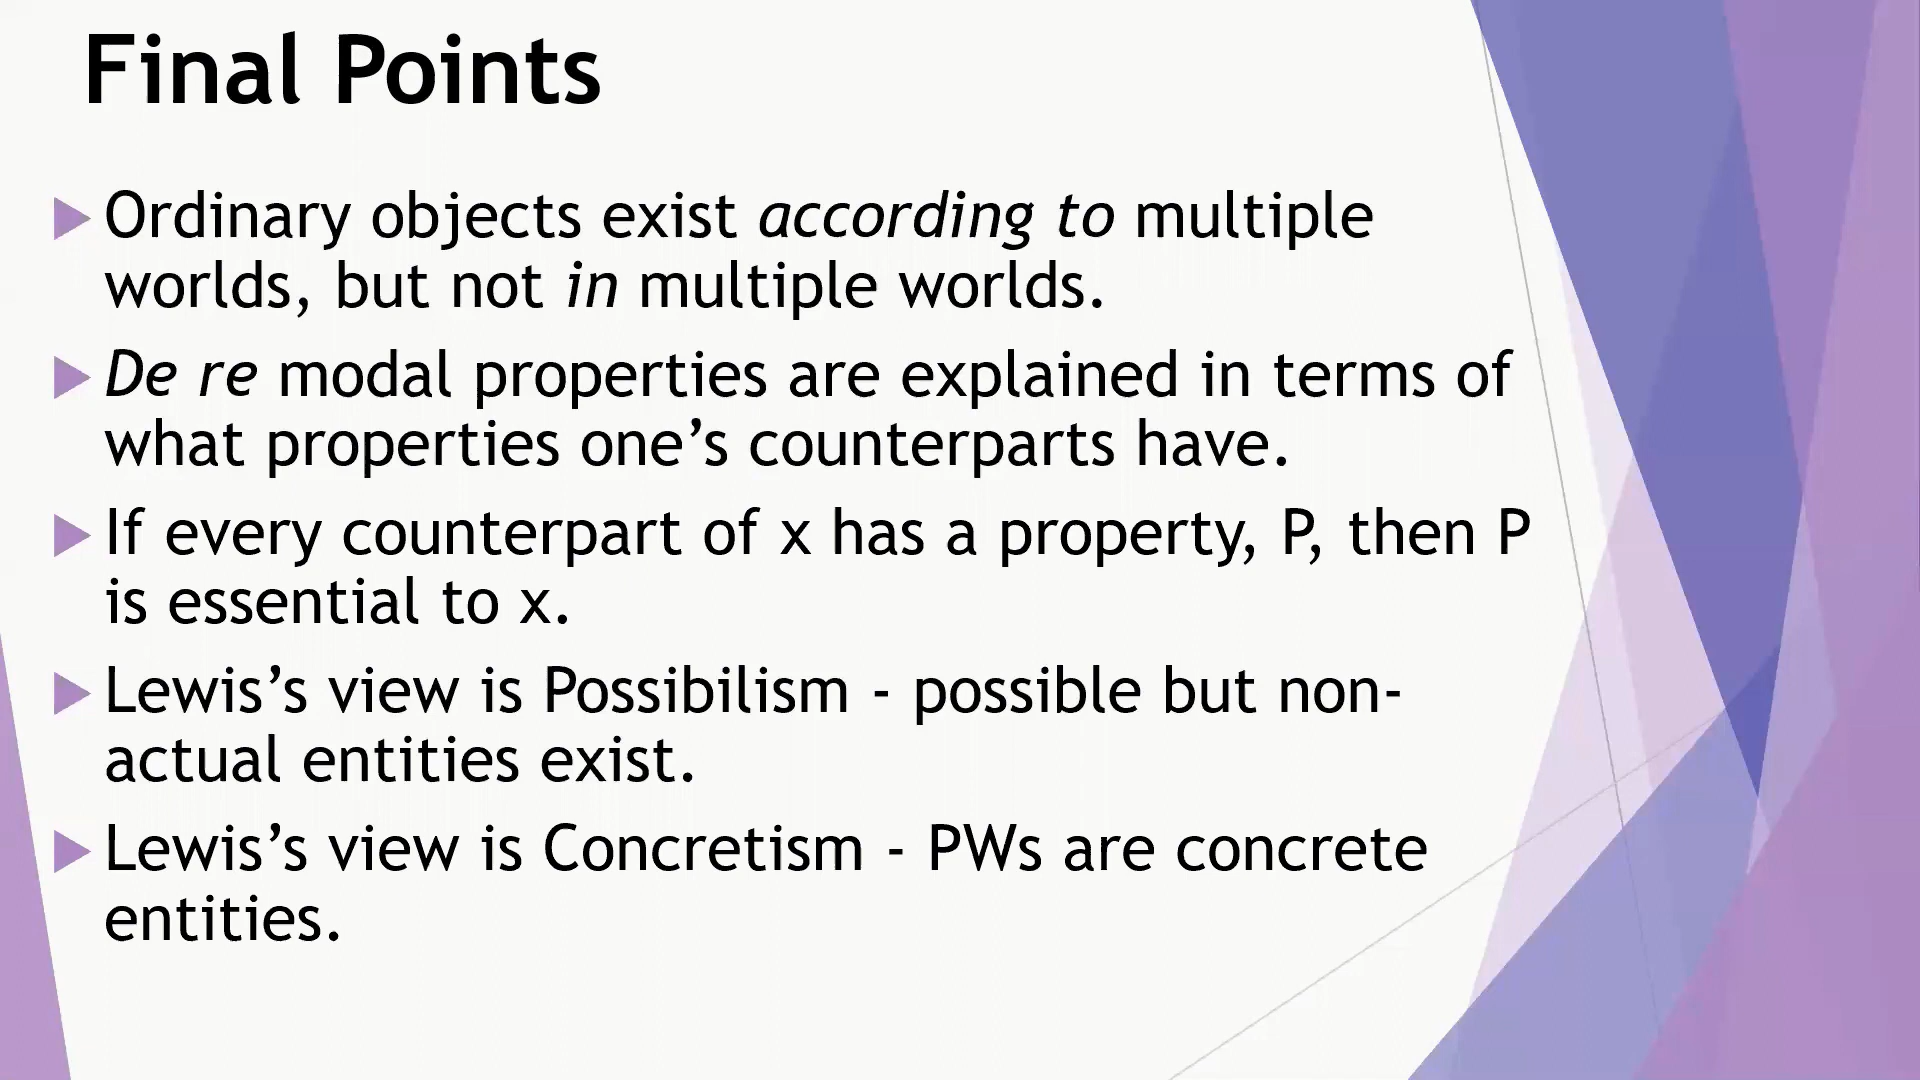 Final Points
Ordinary objects exist according to multiple
worlds, but not in multiple worlds.
De re modal properties are explained in terms of
what properties one’s counterparts have.
If every counterpart of x has a property, P, then P
is essential to x.
Lewis’s view is Possibilism - possible but non-
actual entities exist.
Lewis’s view is Concretism - PWs are concrete
entities.